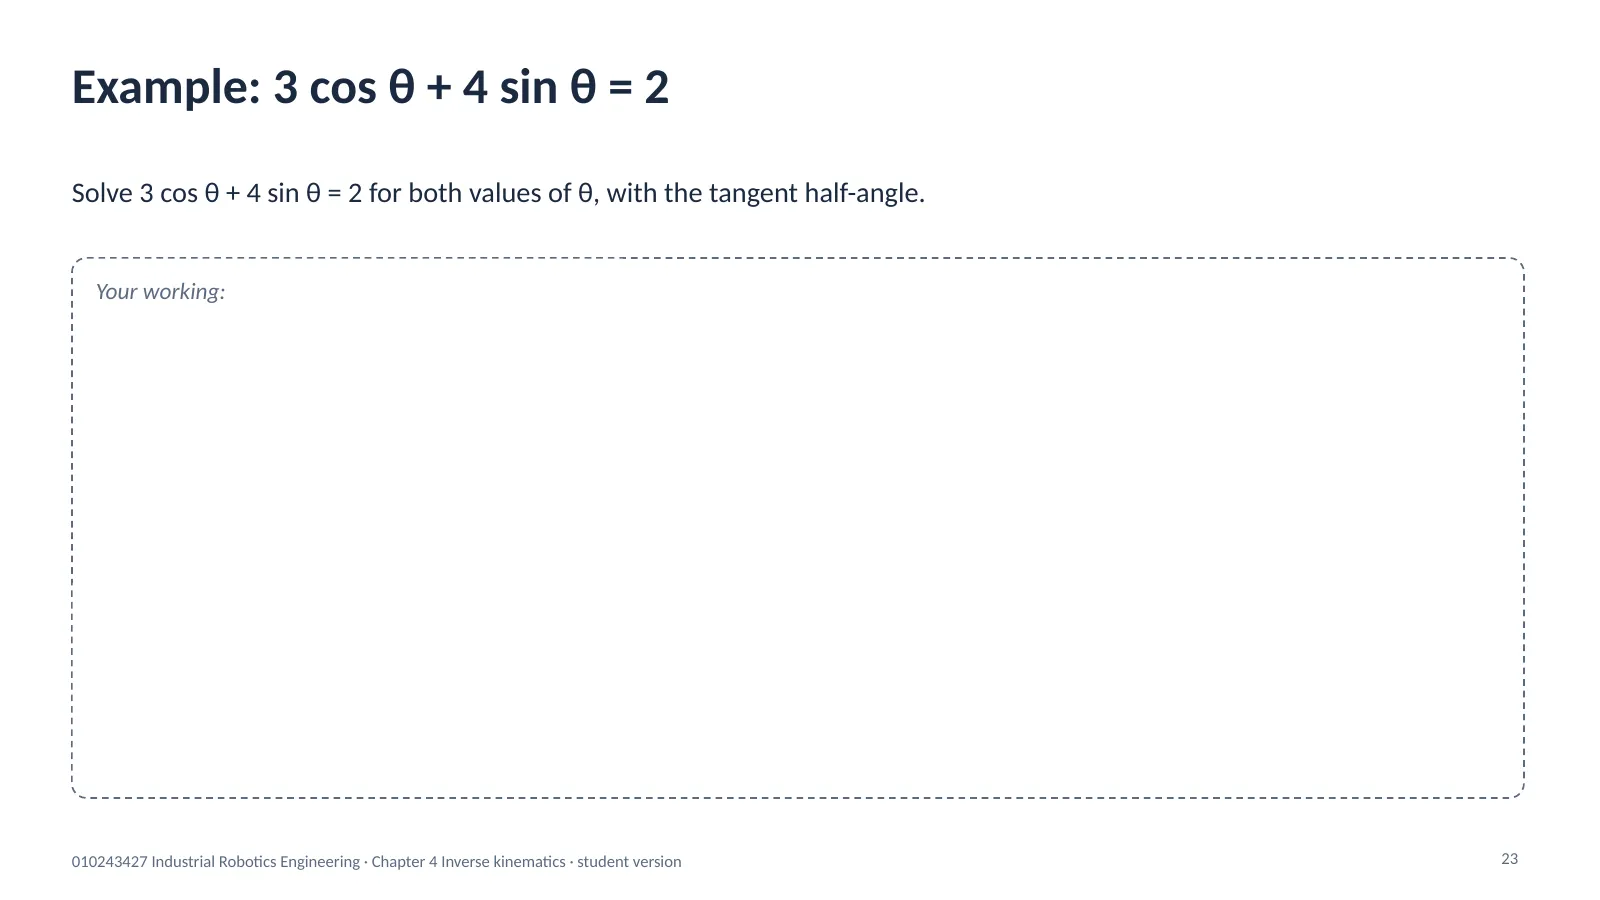 Example: 3 cos θ + 4 sin θ = 2
Solve 3 cos θ + 4 sin θ = 2 for both values of θ, with the tangent half-angle.
Your working:
010243427 Industrial Robotics Engineering · Chapter 4 Inverse kinematics · student version
23